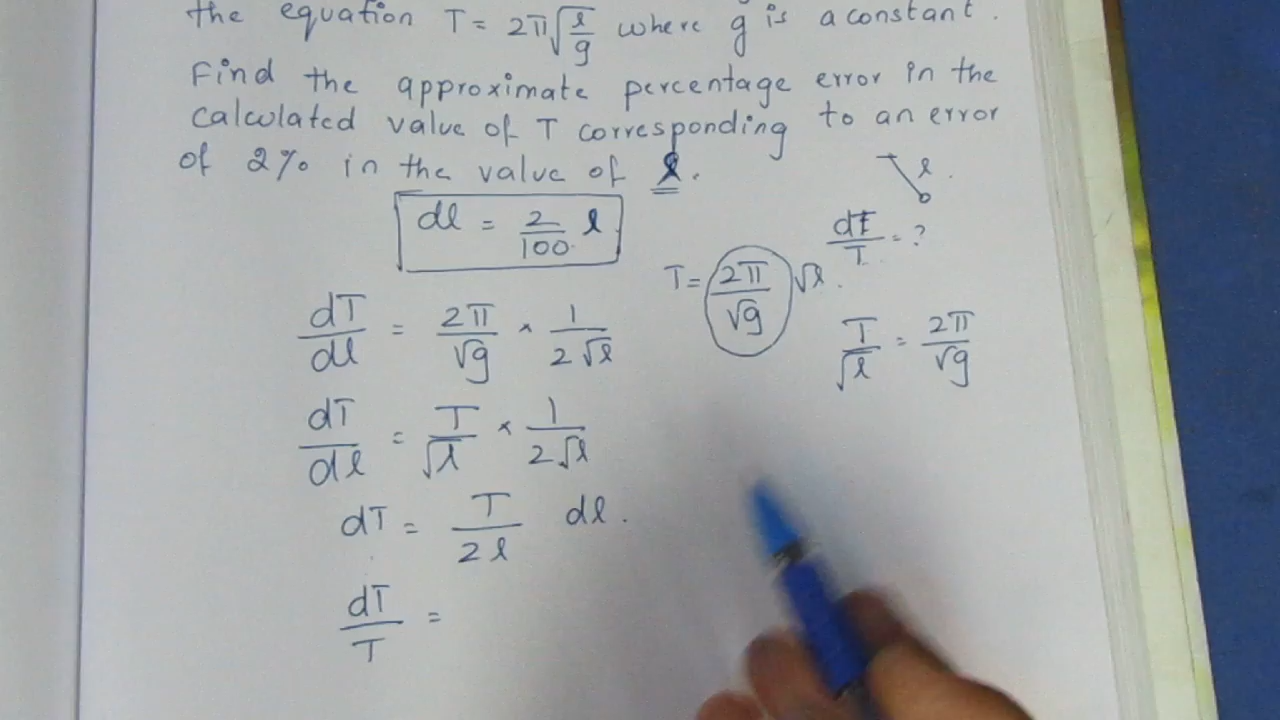 the equation T = 2π√(l/g) where g is a constant.
Find the approximate percentage error in the
calculated value of T corresponding to an error
of 2% in the value of l.
l.
dl = 2/100 l
dT/T = ?
T = 2π/√g √l.
dT/dl = 2π/√g × 1/2√l
T/√l = 2π/√g
dT/dl = T/√l × 1/2√l
dT = T/2l dl.
dT/T =